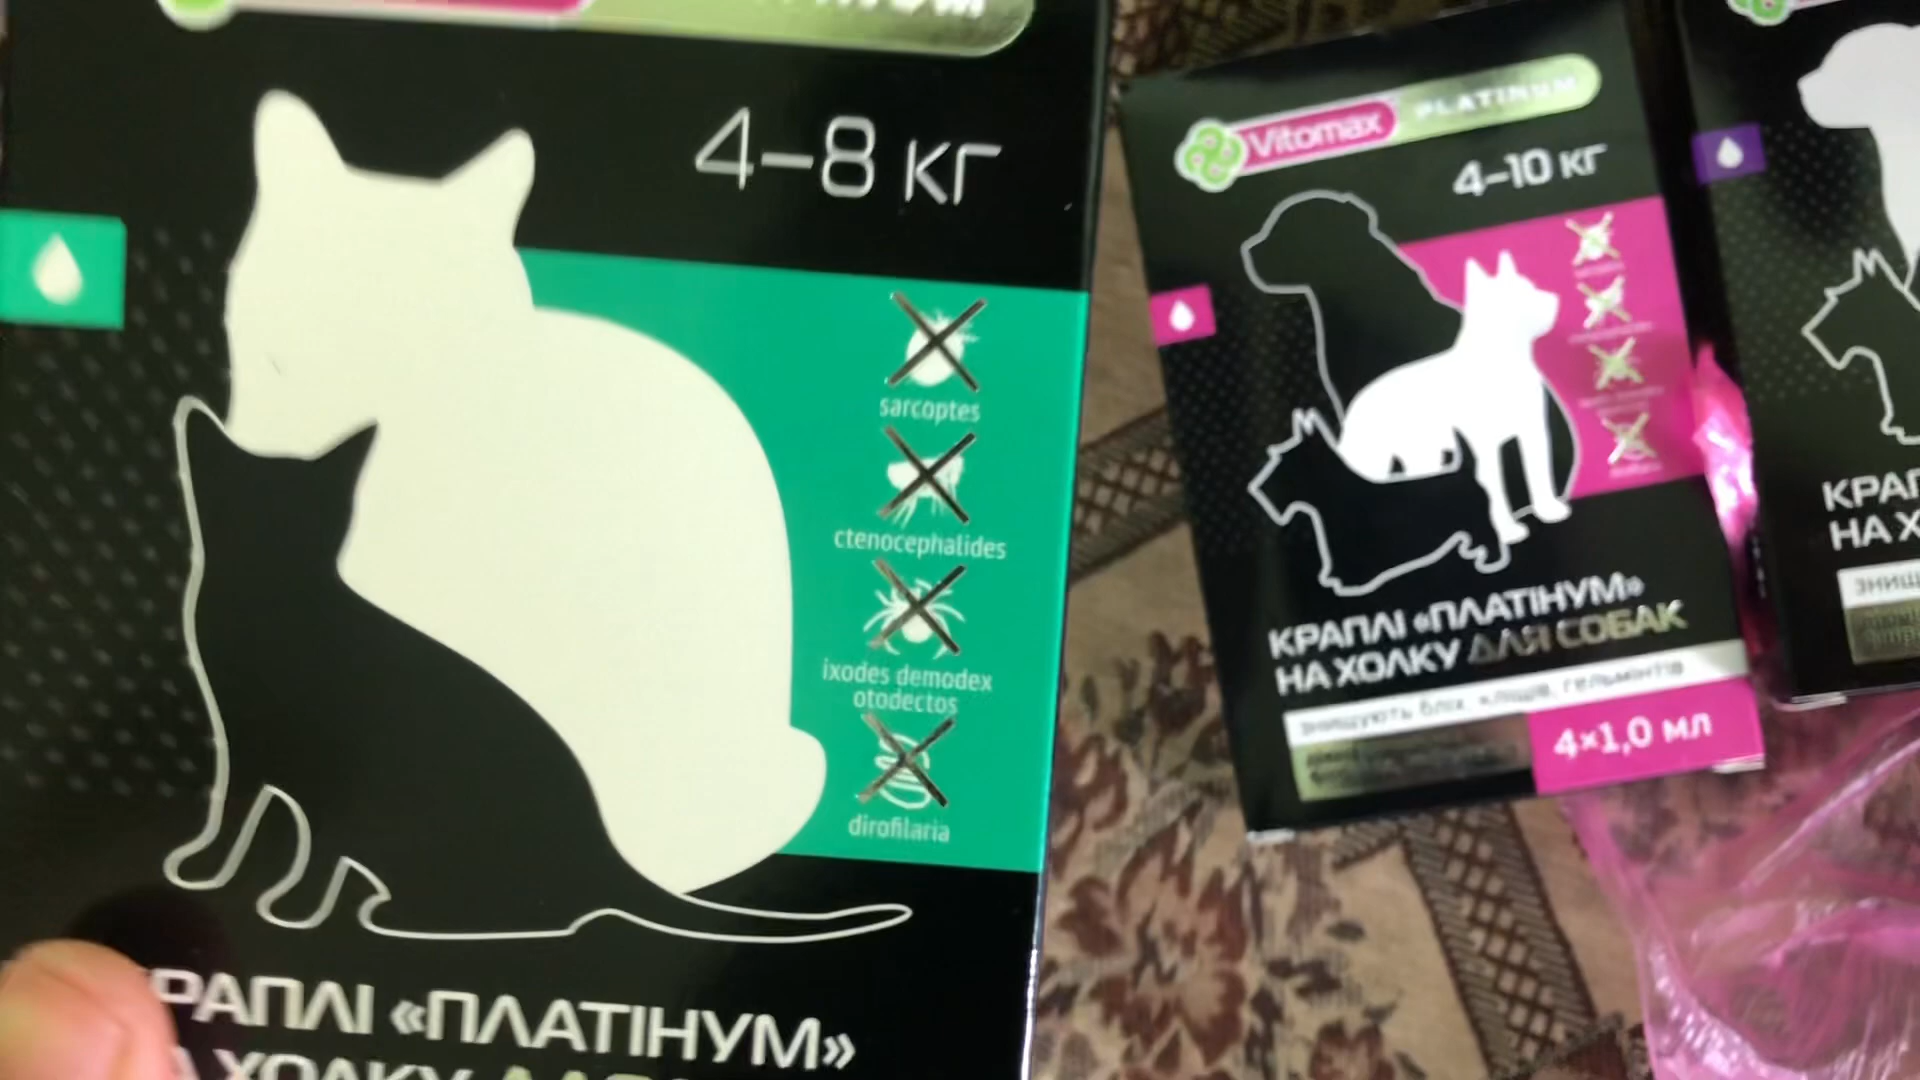 4–8 КГ
sarcoptes
ctenocephalides
ixodes demodex
otodectos
dirofilaria
КРАПЛІ «ПЛАТІНУМ»
ХОЛКУ
Vitomax PLATINUM
4–10 КГ
КРАПЛІ «ПЛАТІНУМ»
НА ХОЛКУ ДЛЯ СОБАК
знищують бліх, кліщів, гельмінтів
4×1,0 мл
НА Х